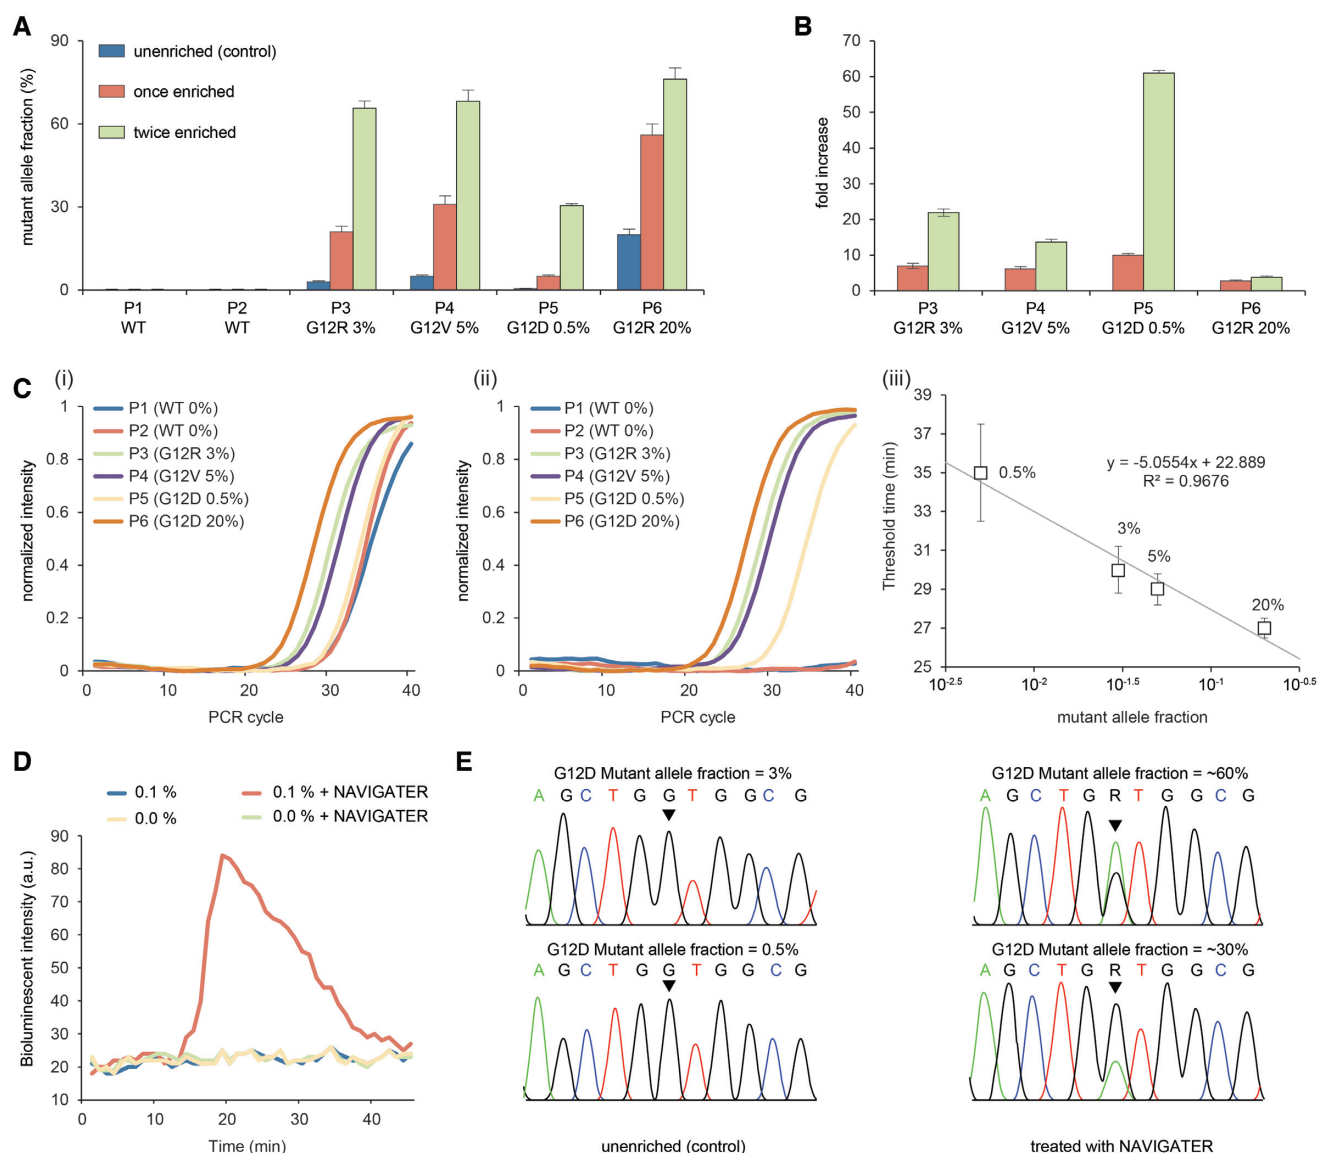 A
mutant allele fraction (%)
90
60
30
0
unenriched (control)
once enriched
twice enriched
P1 P2 P3 P4 P5 P6
WT WT G12R 3% G12V 5% G12D 0.5% G12R 20%
B
fold increase
70
60
50
40
30
20
10
0
P3 P4 P5 P6
G12R 3% G12V 5% G12D 0.5% G12R 20%
C
(i)
normalized intensity
1
0.8
0.6
0.4
0.2
0
P1 (WT 0%)
P2 (WT 0%)
P3 (G12R 3%)
P4 (G12V 5%)
P5 (G12D 0.5%)
P6 (G12D 20%)
0 10 20 30 40
PCR cycle
(ii)
normalized intensity
1
0.8
0.6
0.4
0.2
0
P1 (WT 0%)
P2 (WT 0%)
P3 (G12R 3%)
P4 (G12V 5%)
P5 (G12D 0.5%)
P6 (G12D 20%)
0 10 20 30 40
PCR cycle
(iii)
Threshold time (min)
39
37
35
33
31
29
27
25
y = -5.0554x + 22.889
R² = 0.9676
0.5%
3%
5%
20%
10-2.5 10-2 10-1.5 10-1 10-0.5
mutant allele fraction
D
0.1 %
0.0 %
0.1 % + NAVIGATER
0.0 % + NAVIGATER
Bioluminescent intensity (a.u.)
90
80
70
60
50
40
30
20
10
0 10 20 30 40
Time (min)
E
G12D Mutant allele fraction = 3%
A G C T G G T G G C G
G12D Mutant allele fraction = 0.5%
A G C T G G T G G C G
unenriched (control)
G12D Mutant allele fraction = ~60%
A G C T G R T G G C G
G12D Mutant allele fraction = ~30%
A G C T G R T G G C G
treated with NAVIGATER